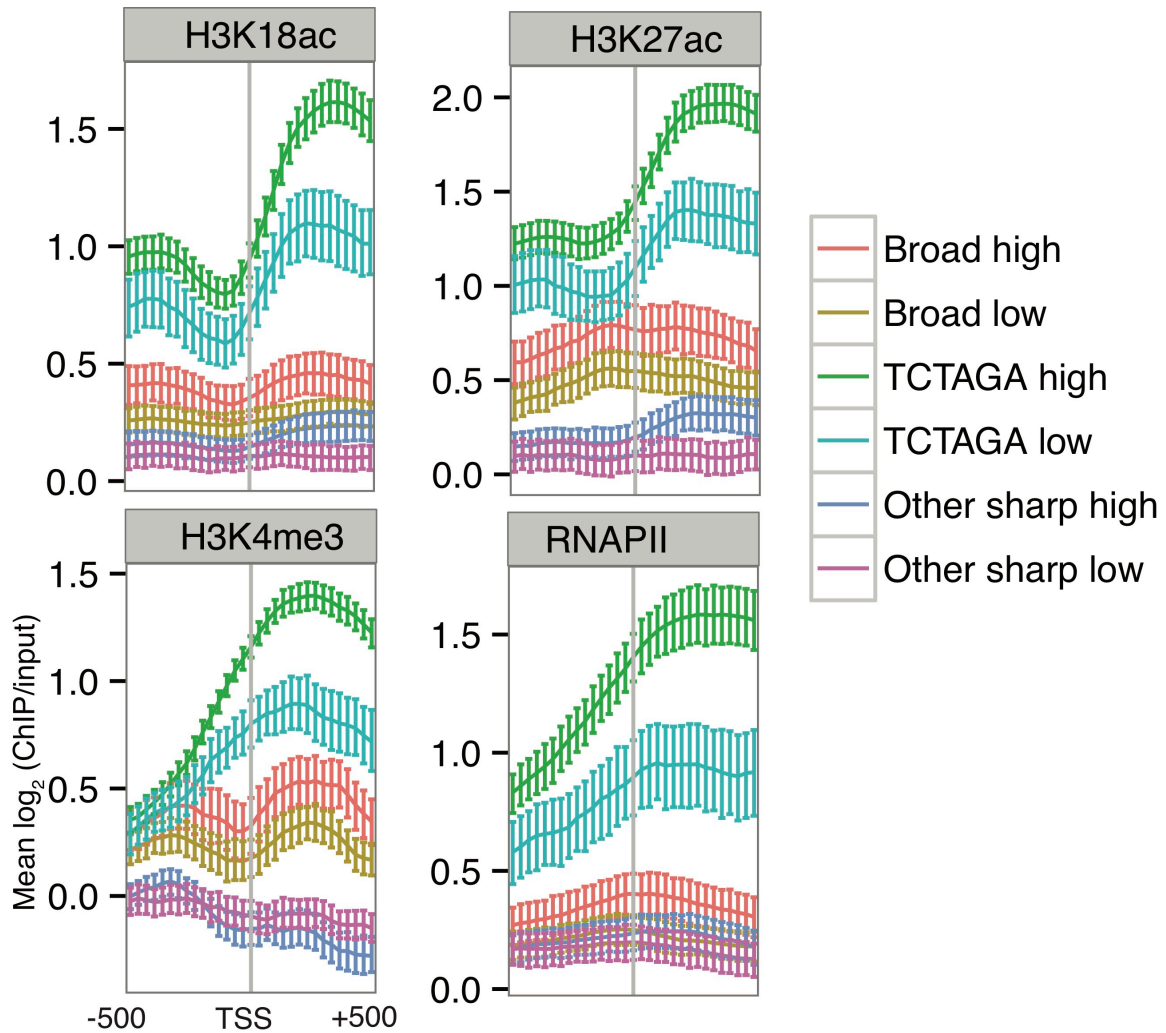 H3K18ac
1.5
1.0
0.5
0.0
H3K27ac
2.0
1.5
1.0
0.5
0.0
H3K4me3
1.5
1.0
0.5
0.0
Mean log2 (ChIP/input)
-500 TSS +500
RNAPII
1.5
1.0
0.5
0.0
Broad high
Broad low
TCTAGA high
TCTAGA low
Other sharp high
Other sharp low